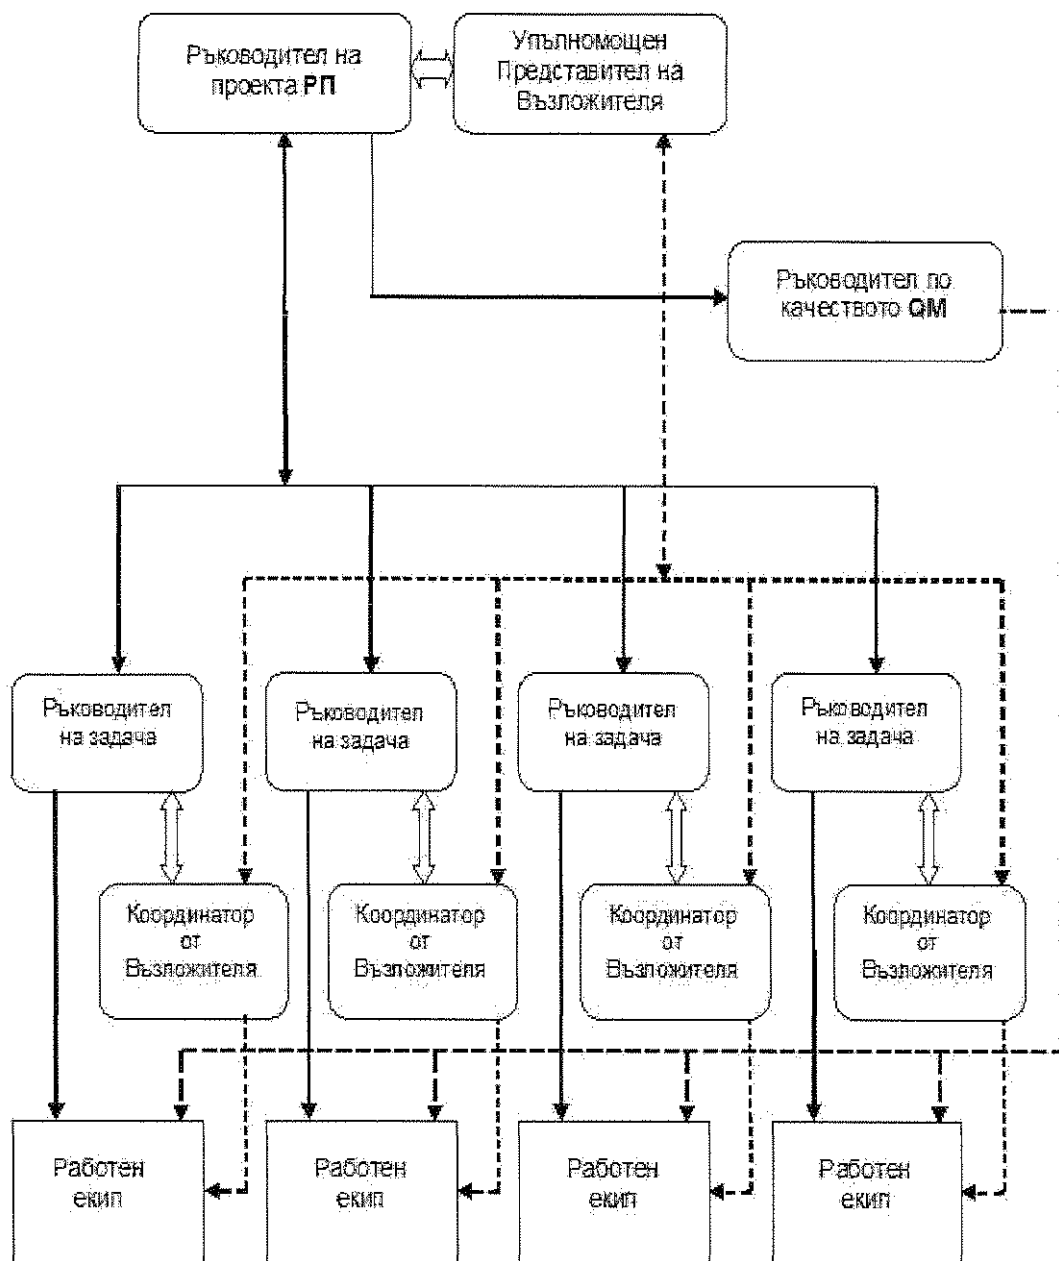 Ръководител на
проекта РП
Упълномощен
Представител на
Възложителя
Ръководител по
качеството QM
Ръководител
на задача
Ръководител
на задача
Ръководител
на задача
Ръководител
на задача
Координатор
от
Възложителя
Координатор
от
Възложителя
Координатор
от
Възложителя
Координатор
от
Възложителя
Работен
екип
Работен
екип
Работен
екип
Работен
екип